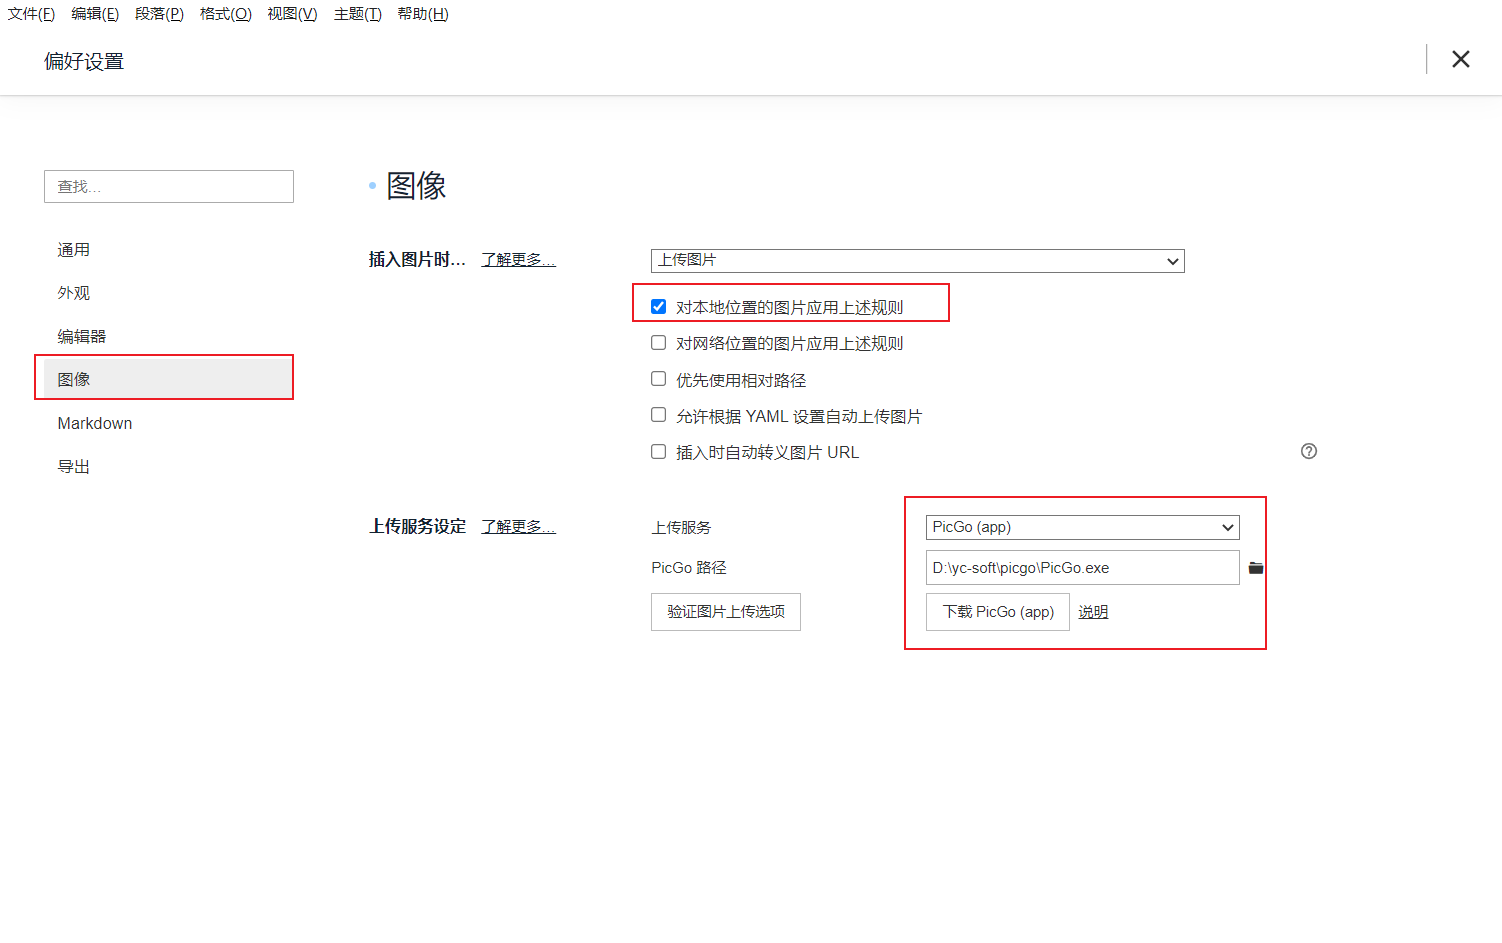 文件(F) 编辑(E) 段落(P) 格式(O) 视图(V) 主题(T) 帮助(H)
偏好设置
查找...
通用
外观
编辑器
图像
Markdown
导出
图像
插入图片时... 了解更多...
上传图片
对本地位置的图片应用上述规则
对网络位置的图片应用上述规则
优先使用相对路径
允许根据 YAML 设置自动上传图片
插入时自动转义图片 URL
上传服务设定 了解更多...
上传服务 PicGo (app)
PicGo 路径 D:\yc-soft\picgo\PicGo.exe
验证图片上传选项 下载 PicGo (app) 说明